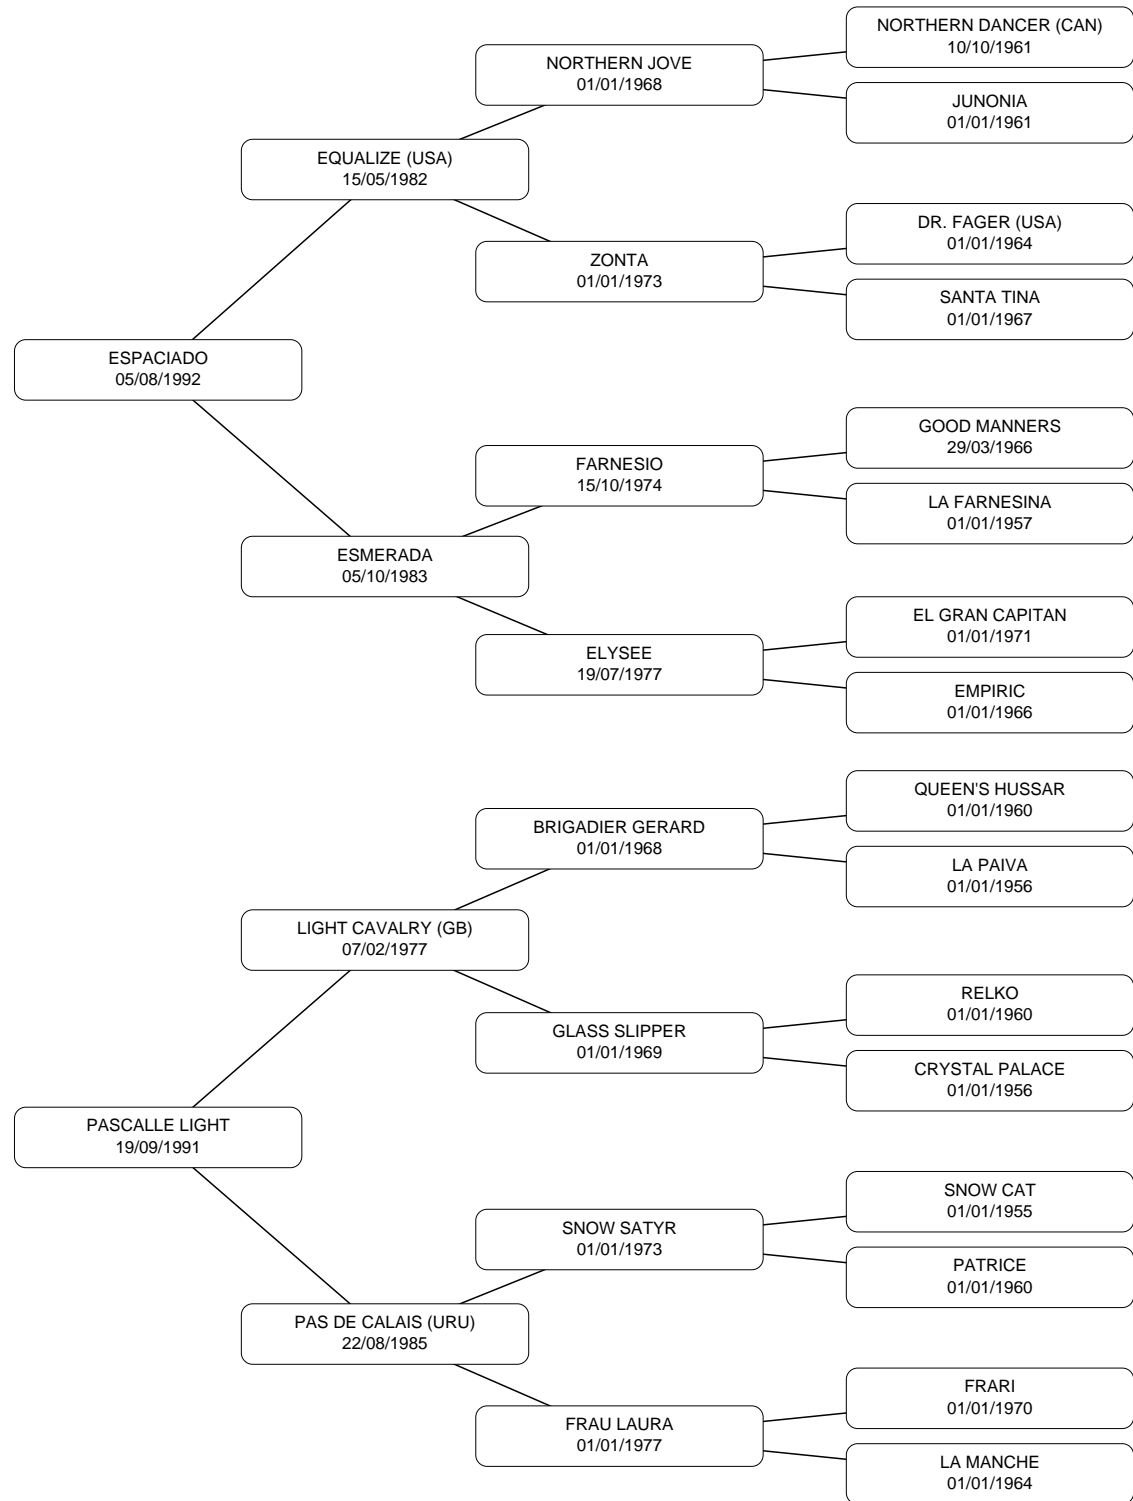 NORTHERN DANCER (CAN)
10/10/1961
NORTHERN JOVE
01/01/1968
JUNONIA
01/01/1961
EQUALIZE (USA)
15/05/1982
DR. FAGER (USA)
01/01/1964
ZONTA
01/01/1973
SANTA TINA
01/01/1967
ESPACIADO
05/08/1992
GOOD MANNERS
29/03/1966
FARNESIO
15/10/1974
LA FARNESINA
01/01/1957
ESMERADA
05/10/1983
EL GRAN CAPITAN
01/01/1971
ELYSEE
19/07/1977
EMPIRIC
01/01/1966
QUEEN'S HUSSAR
01/01/1960
BRIGADIER GERARD
01/01/1968
LA PAIVA
01/01/1956
LIGHT CAVALRY (GB)
07/02/1977
RELKO
01/01/1960
GLASS SLIPPER
01/01/1969
CRYSTAL PALACE
01/01/1956
PASCALLE LIGHT
19/09/1991
SNOW CAT
01/01/1955
SNOW SATYR
01/01/1973
PATRICE
01/01/1960
PAS DE CALAIS (URU)
22/08/1985
FRARI
01/01/1970
FRAU LAURA
01/01/1977
LA MANCHE
01/01/1964